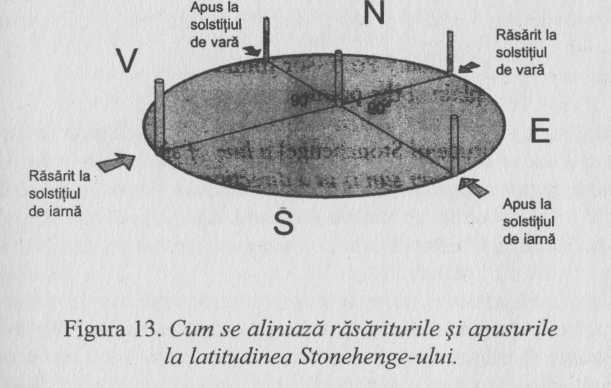 Apus la
solstițiul
de vară
N
Răsărit la
solstițiul
de vară
V
E
Răsărit la
solstițiul
de iarnă
S
Apus la
solstițiul
de iarnă
Figura 13. Cum se aliniază răsăriturile și apusurile
la latitudinea Stonehenge-ului.